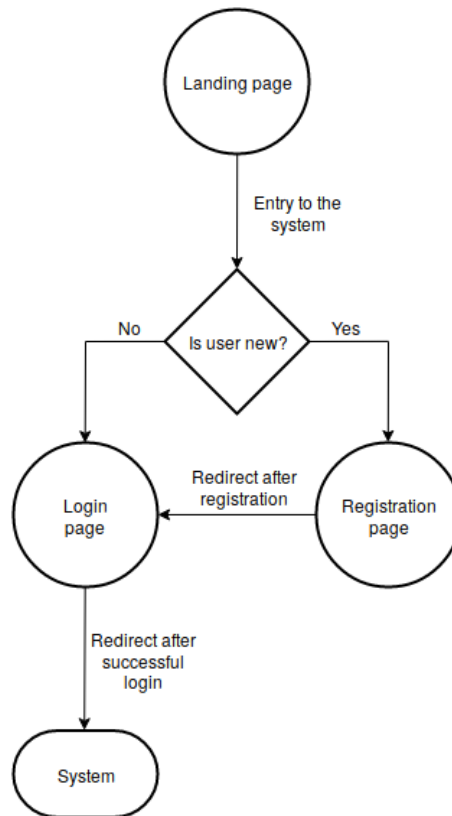 Landing page
Entry to the
system
No
Is user new?
Yes
Redirect after
registration
Login
page
Registration
page
Redirect after
successful
login
System